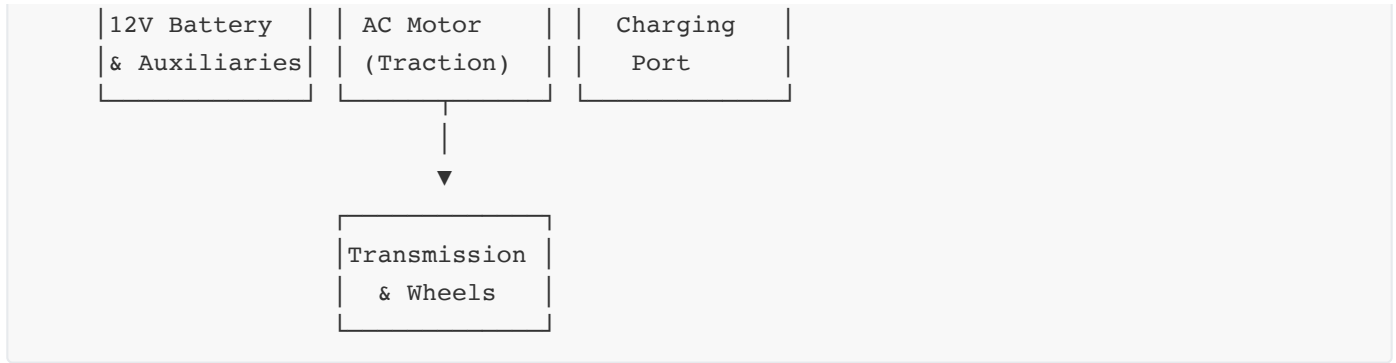 12V Battery AC Motor Charging
& Auxiliaries (Traction) Port
Transmission
& Wheels